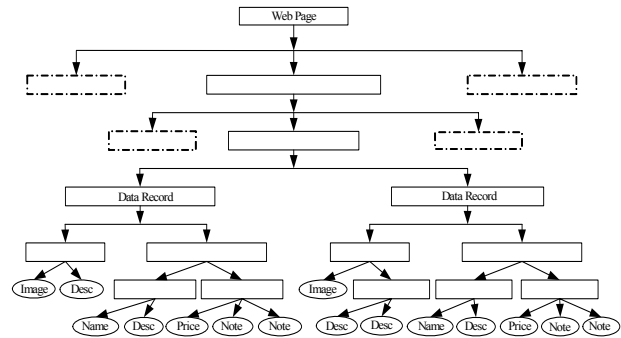 Web Page
Data Record Data Record
Image Desc Image
Name Desc Price Note Note Desc Desc Name Desc Price Note Note